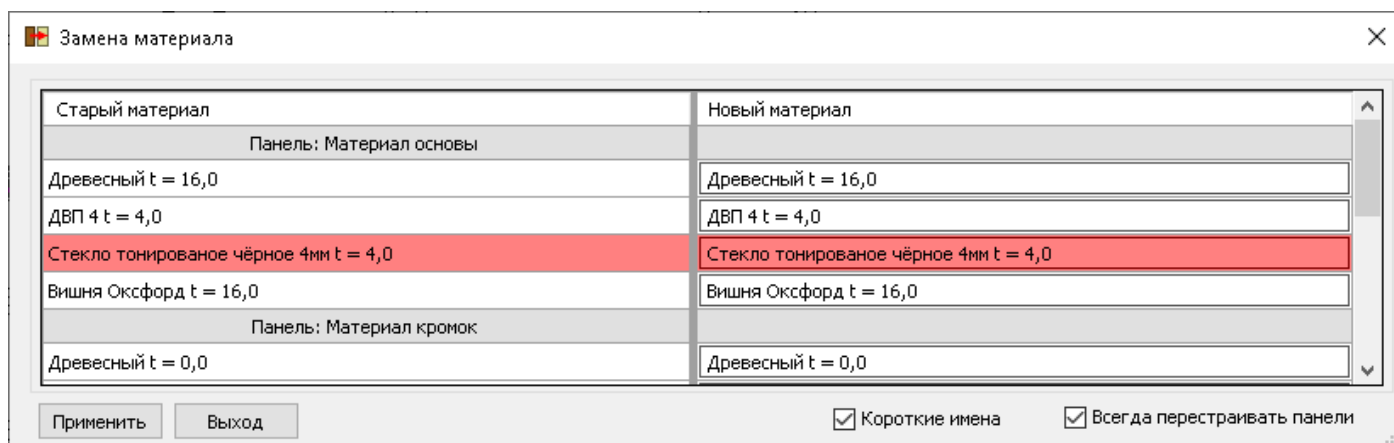 Замена материала
Старый материал Новый материал
Панель: Материал основы
Древесный t = 16,0 Древесный t = 16,0
ДВП 4 t = 4,0 ДВП 4 t = 4,0
Стекло тонированое чёрное 4мм t = 4,0 Стекло тонированое чёрное 4мм t = 4,0
Вишня Оксфорд t = 16,0 Вишня Оксфорд t = 16,0
Панель: Материал кромок
Древесный t = 0,0 Древесный t = 0,0
Применить Выход Короткие имена Всегда перестраивать панели